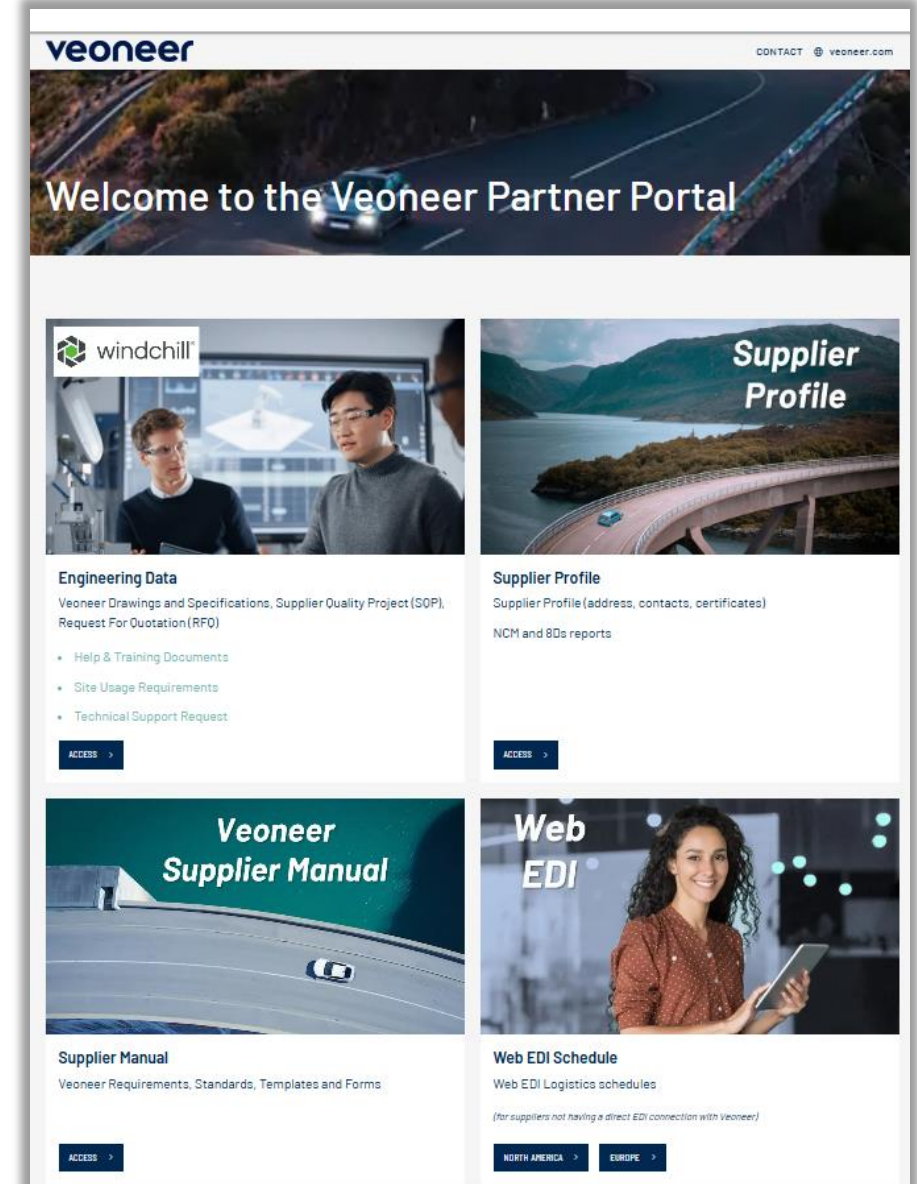 veoneer
CONTACT veoneer.com
Welcome to the Veoneer Partner Portal
windchill®
Engineering Data
Veoneer Drawings and Specifications, Supplier Quality Project (SQP),
Request For Quotation (RFQ)
• Help & Training Documents
• Site Usage Requirements
• Technical Support Request
ACCESS >
Supplier
Profile
Supplier Profile
Supplier Profile (address, contacts, certificates)
NCM and 8Ds reports
ACCESS >
Veoneer
Supplier Manual
Supplier Manual
Veoneer Requirements, Standards, Templates and Forms
ACCESS >
Web
EDI
Web EDI Schedule
Web EDI Logistics schedules
(for suppliers not having a direct EDI connection with Veoneer)
NORTH AMERICA >
EUROPE >